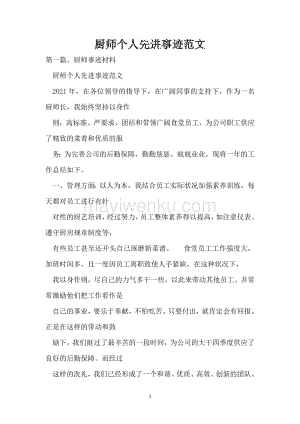 厨师个人先进事迹范文
第一篇、厨师事迹材料
厨师个人先进事迹范文
2021年，在各位领导的指导下，在广阔同事的支持下，作为一名
厨师长，我始终坚持以身作
则，高标准、严要求，团结和带领广阔食堂员工，为公司职工供应
了精致的菜肴和优质的服
务；为完善公司的后勤保障，勤勤恳恳、兢兢业业，现将一年的工
作总结如下。
一、管理方面：以人为本，我结合员工实际状况加强素养训练，每
天都对员工进行有针
对性的厨艺培训，经过努力，员工整体素养得以提高，如注意仪表、
遵守厨房规章制度等；
有些员工甚至还开头自己琢磨新菜谱。 食堂员工工作强度大，
加班时间多，且一度因员工离职致使人手紧缺，在这种状况下，
我以身作则，尽自己的力气多干一些，以此来带动其他员工，并常
常激励他们把工作看作是
自己的事业，要乐于奉献，不怕吃苦，只要付出，就肯定会有回报，
正是在这样的带动和鼓
励下，我们挺过了最辛苦的一段时间，为公司的大干四季度供应了
良好的后勤保障。而经过
这样的洗礼，我们已经形成了一个和谐、优质、高效、创新的团队。
mayiwenku.com
1